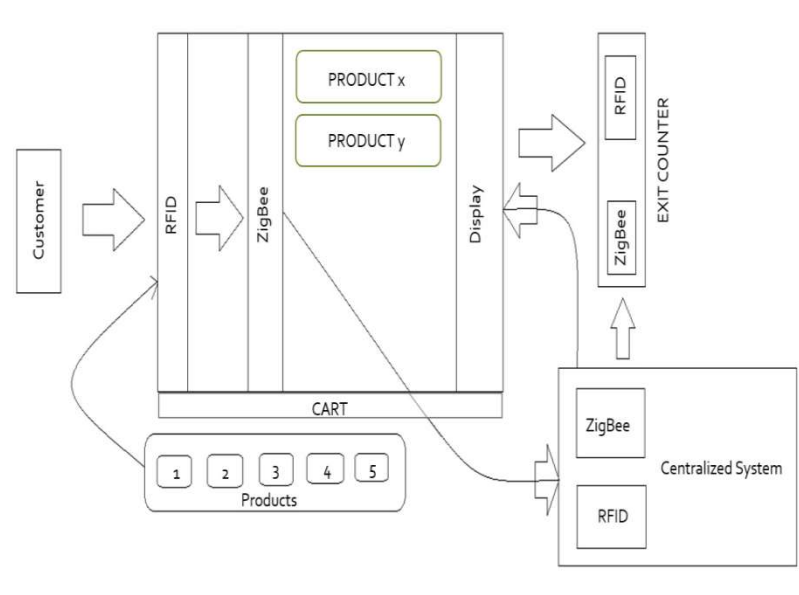 Customer
RFID
ZigBee
PRODUCT x
PRODUCT y
Display
CART
1 2 3 4 5
Products
RFID
ZigBee
EXIT COUNTER
ZigBee
RFID
Centralized System